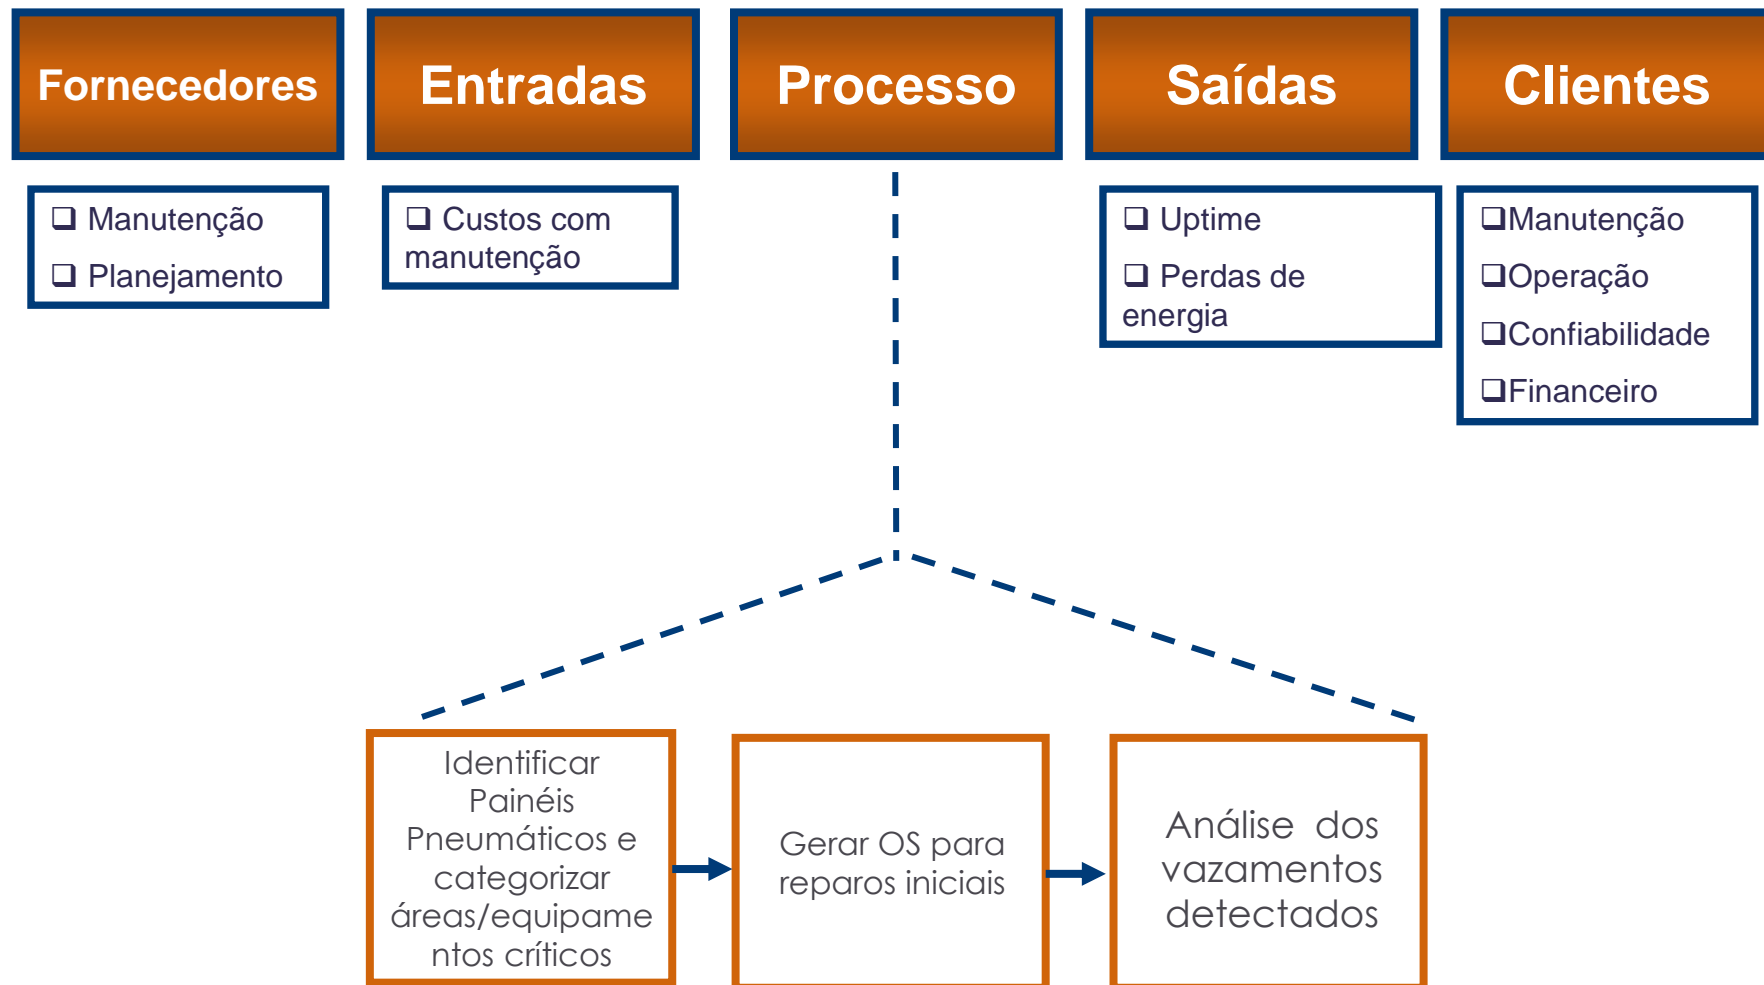 Fornecedores
Entradas
Processo
Saídas
Clientes
❑ Manutenção
❑ Planejamento
❑ Custos com
manutenção
❑ Uptime
❑ Perdas de
energia
❑Manutenção
❑Operação
❑Confiabilidade
❑Financeiro
Identificar
Painéis
Pneumáticos e
categorizar
áreas/equipame
ntos críticos
Gerar OS para
reparos iniciais
Análise dos
vazamentos
detectados